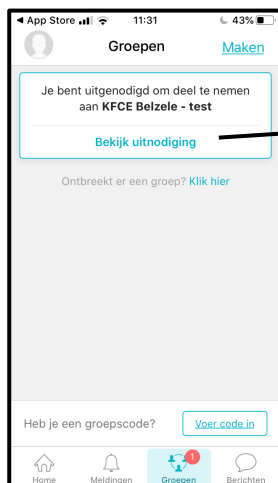 App Store 11:31 43%
Groepen Maken
Je bent uitgenodigd om deel te nemen
aan KFCE Belzele - test
Bekijk uitnodiging
Ontbreekt er een groep? Klik hier
Heb je een groepscode? Voer code in
1
Home Meldingen Groepen Berichten